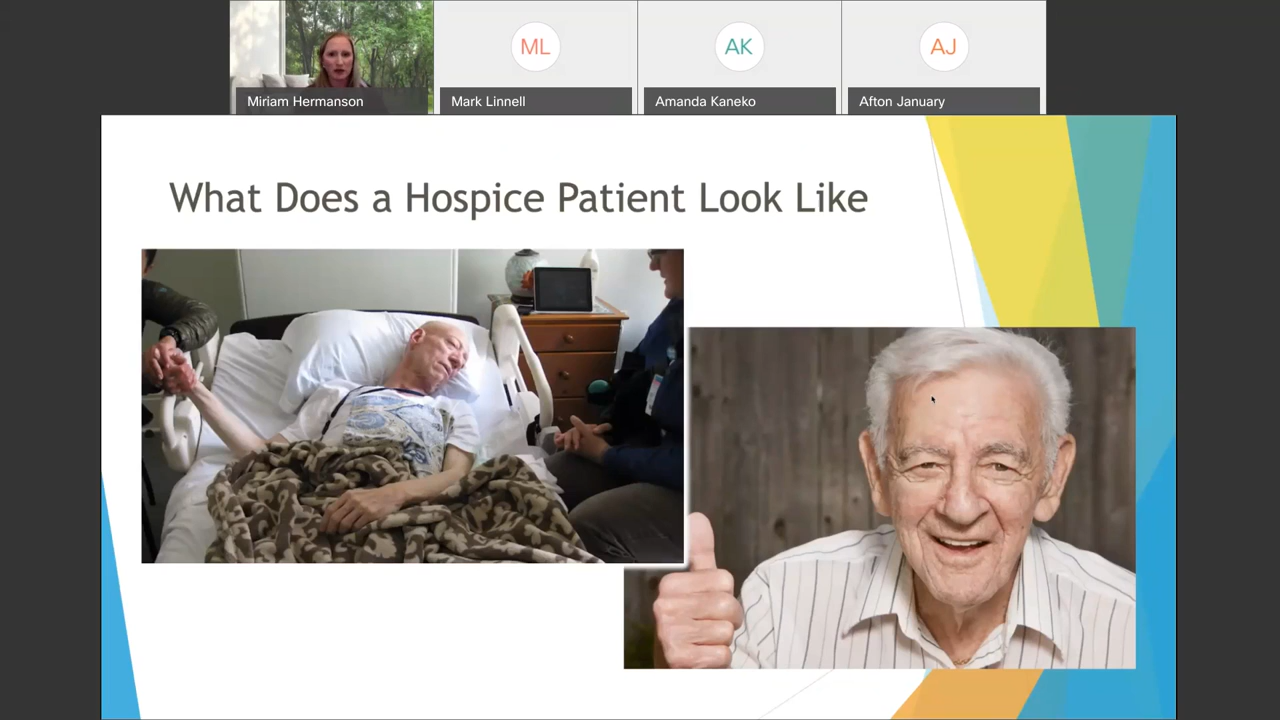 Miriam Hermanson
ML
Mark Linnell
AK
Amanda Kaneko
AJ
Afton January
What Does a Hospice Patient Look Like